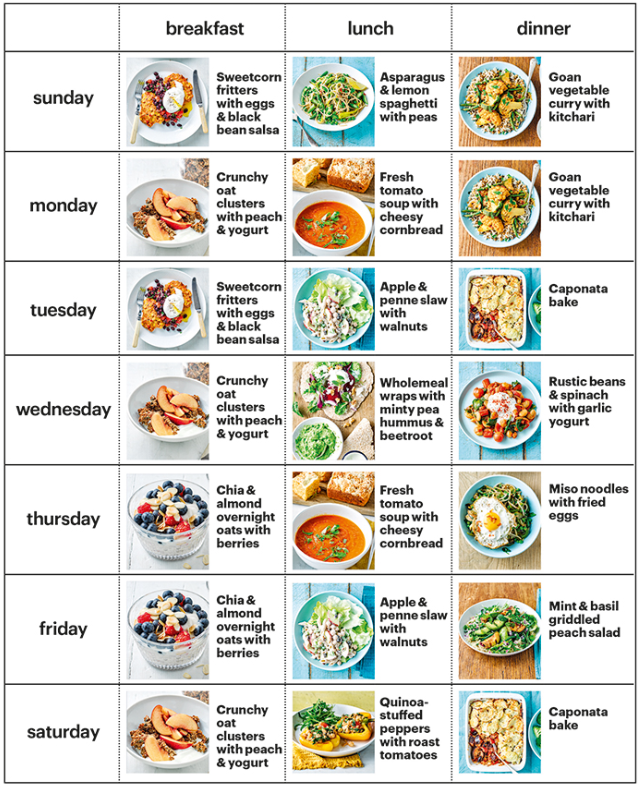 breakfast
lunch
dinner
sunday
Sweetcorn
fritters
with eggs
& black
bean salsa
Asparagus
& lemon
spaghetti
with peas
Goan
vegetable
curry with
kitchari
monday
Crunchy
oat
clusters
with peach
& yogurt
Fresh
tomato
soup with
cheesy
cornbread
Goan
vegetable
curry with
kitchari
tuesday
Sweetcorn
fritters
with eggs
& black
bean salsa
Apple &
penne slaw
with
walnuts
Caponata
bake
wednesday
Crunchy
oat
clusters
with peach
& yogurt
Wholemeal
wraps with
minty pea
hummus &
beetroot
Rustic beans
& spinach
with garlic
yogurt
thursday
Chia &
almond
overnight
oats with
berries
Fresh
tomato
soup with
cheesy
cornbread
Miso noodles
with fried
eggs
friday
Chia &
almond
overnight
oats with
berries
Apple &
penne slaw
with
walnuts
Mint & basil
griddled
peach salad
saturday
Crunchy
oat
clusters
with peach
& yogurt
Quinoa-
stuffed
peppers
with roast
tomatoes
Caponata
bake